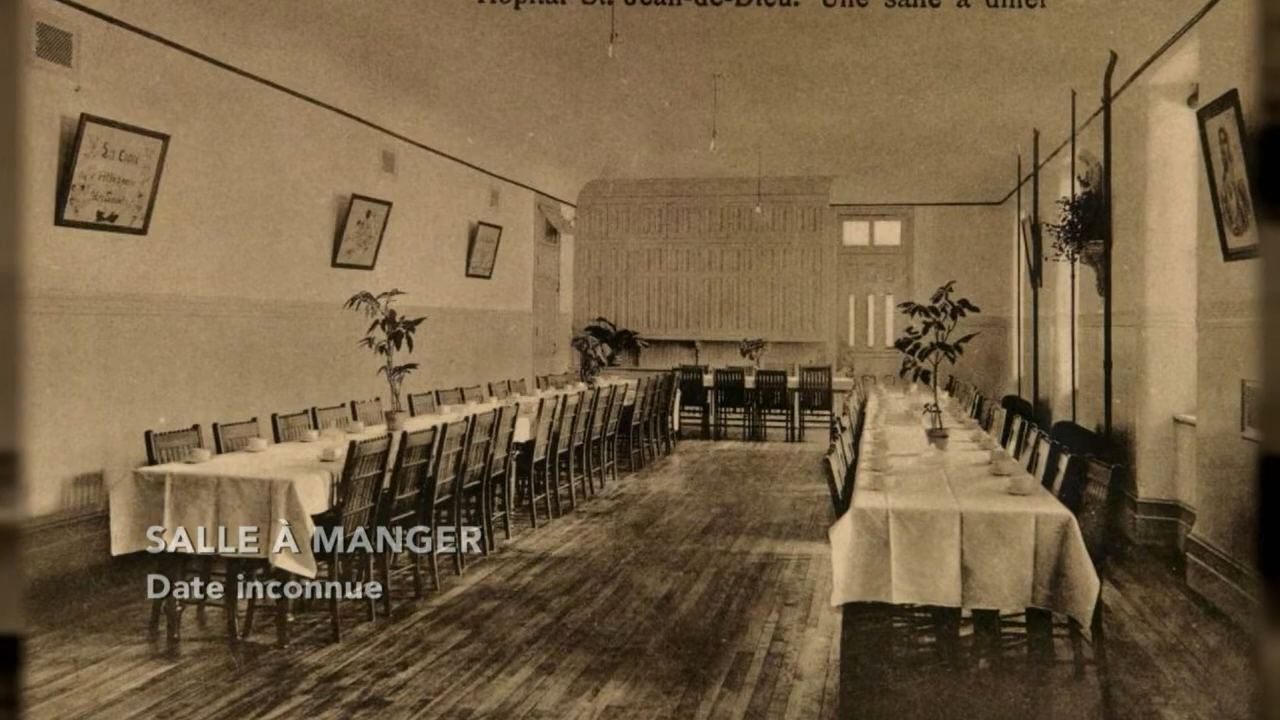 Hôpital St. Jean-de-Dieu. Une salle à dîner
SALLE À MANGER
Date inconnue